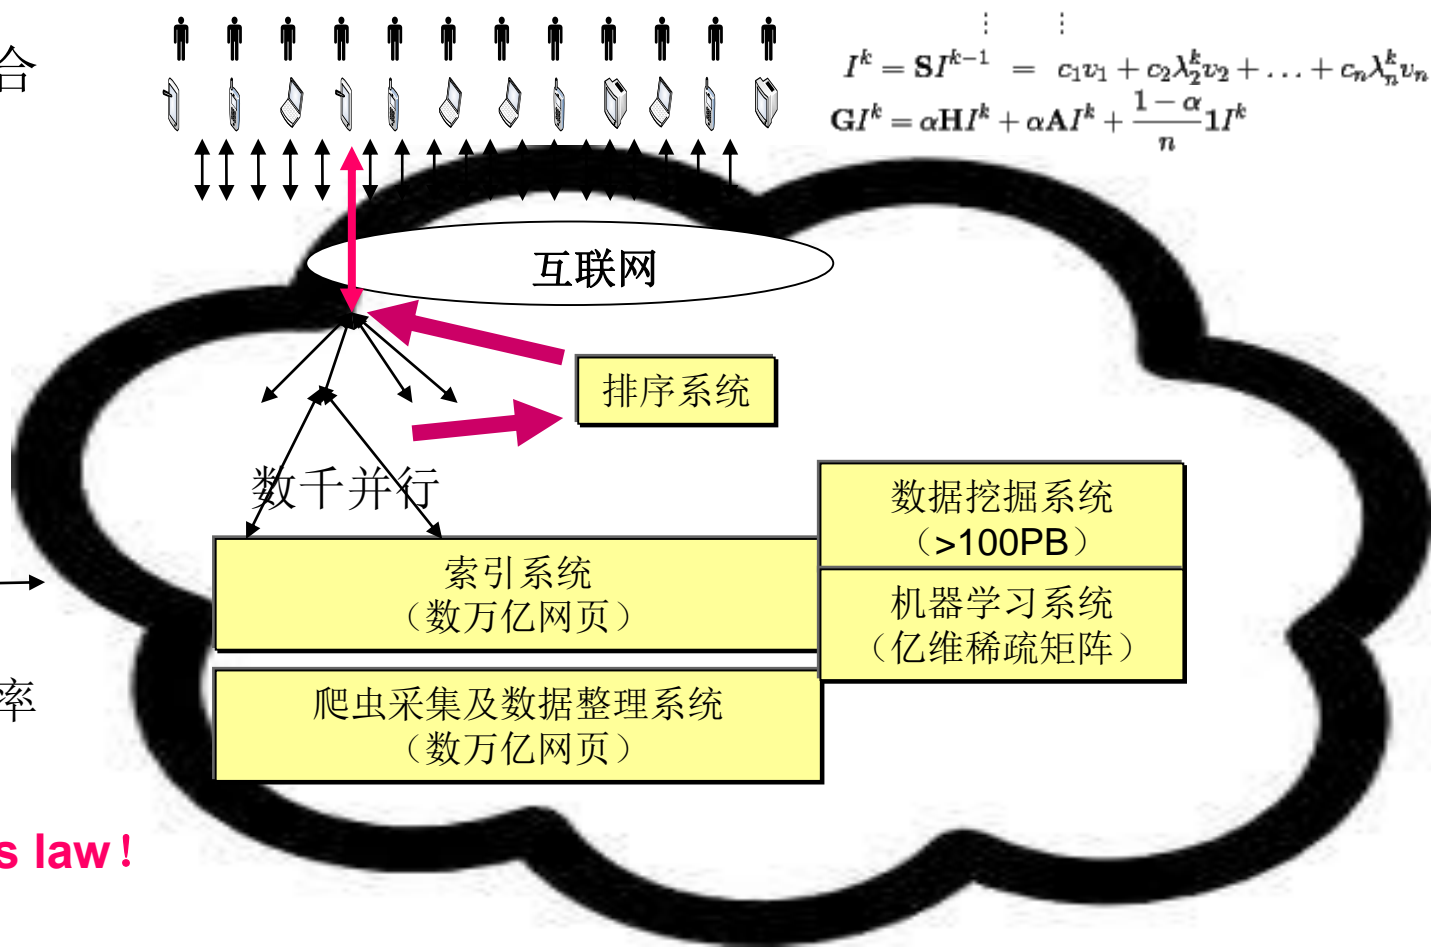 合
⋮ ⋮
I^k = SI^{k-1} = c_1v_1 + c_2λ_2^kv_2 + ... + c_nλ_n^kv_n
GI^k = αHI^k + αAI^k + \frac{1-α}{n}1I^k
互联网
排序系统
数千并行
数据挖掘系统
（>100PB）
索引系统
（数万亿网页）
机器学习系统
（亿维稀疏矩阵）
率
爬虫采集及数据整理系统
（数万亿网页）
s law！